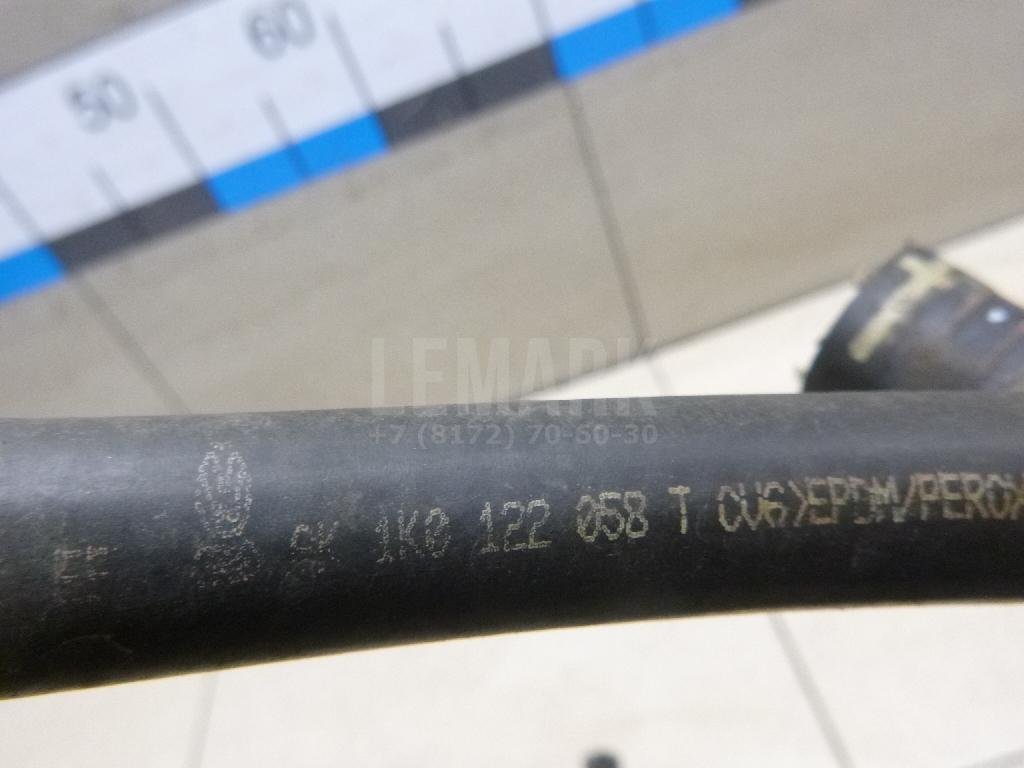 50 60
LEMARK
+7 (8172) 70-60-30
1K0 122 058 T CV6>EPDM/PEROX